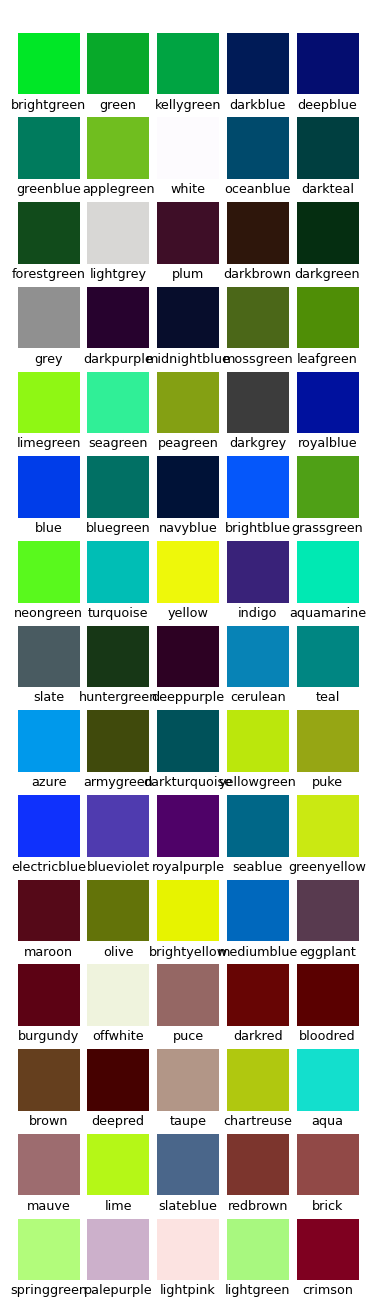 brightgreen green kellygreen darkblue deepblue
greenblue applegreen white oceanblue darkteal
forestgreen lightgrey plum darkbrown darkgreen
grey darkpurple midnightblue mossgreen leafgreen
limegreen seagreen peagreen darkgrey royalblue
blue bluegreen navyblue brightblue grassgreen
neongreen turquoise yellow indigo aquamarine
slate huntergreen deeppurple cerulean teal
azure armygreen darkturquoise yellowgreen puke
electricblue blueviolet royalpurple seablue greenyellow
maroon olive brightyellow mediumblue eggplant
burgundy offwhite puce darkred bloodred
brown deepred taupe chartreuse aqua
mauve lime slateblue redbrown brick
springgreen palepurple lightpink lightgreen crimson